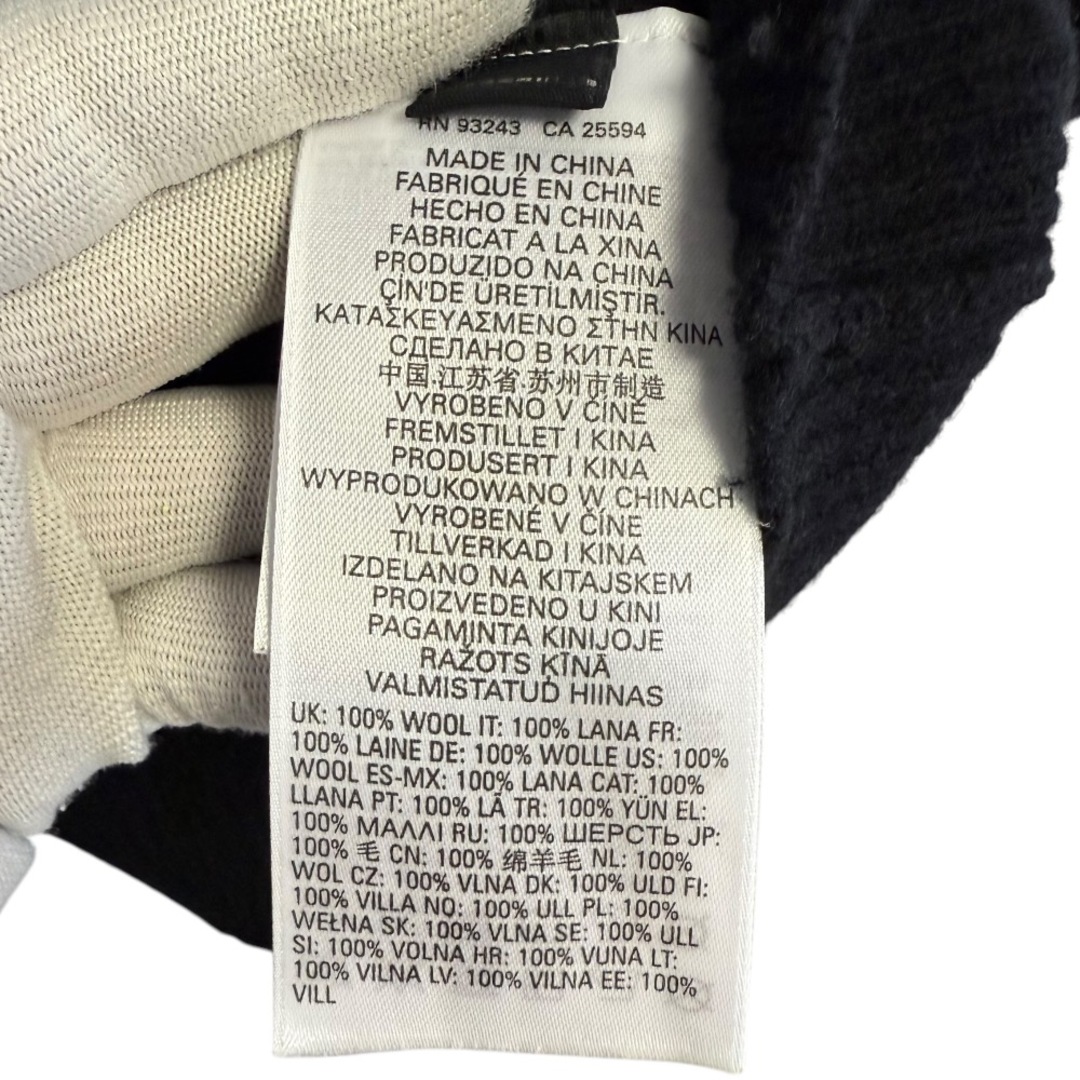 RN 93243 CA 25594
MADE IN CHINA
FABRIQUÉ EN CHINE
HECHO EN CHINA
FABRICAT A LA XINA
PRODUZIDO NA CHINA
ÇİN'DE ÜRETİLMİŞTİR.
ΚΑΤΑΣΚΕΥΑΣΜΕΝΟ ΣΤΗΝ ΚΙΝΑ
СДЕЛАНО В КИТАЕ
中国.江苏省.苏州市制造
VYROBENO V ČÍNĚ
FREMSTILLET I KINA
PRODUSERT I KINA
WYPRODUKOWANO W CHINACH
VYROBENÉ V ČÍNE
TILLVERKAD I KINA
IZDELANO NA KITAJSKEM
PROIZVEDENO U KINI
PAGAMINTA KINIJOJE
RAŽOTS ĶĪNĀ
VALMISTATUD HIINAS
UK: 100% WOOL IT: 100% LANA FR:
100% LAINE DE: 100% WOLLE US: 100%
WOOL ES-MX: 100% LANA CAT: 100%
LLANA PT: 100% LÃ TR: 100% YÜN EL:
100% ΜΑΛΛΙ RU: 100% ШЕРСТЬ JP:
100% 毛 CN: 100% 绵羊毛 NL: 100%
WOL CZ: 100% VLNA DK: 100% ULD FI:
100% VILLA NO: 100% ULL PL: 100%
WEŁNA SK: 100% VLNA SE: 100% ULL
SI: 100% VOLNA HR: 100% VUNA LT:
100% VILNA LV: 100% VILNA EE: 100%
VILL